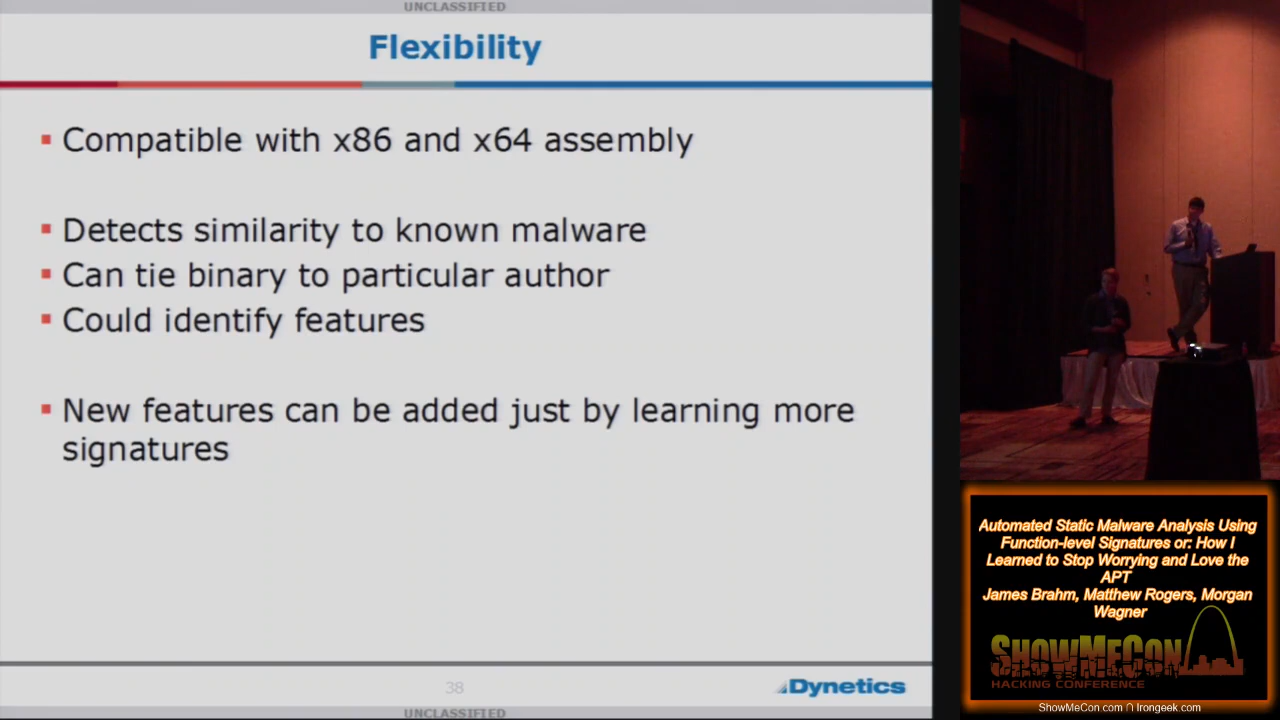 UNCLASSIFIED
Flexibility
Compatible with x86 and x64 assembly
Detects similarity to known malware
Can tie binary to particular author
Could identify features
New features can be added just by learning more
signatures
38
Dynetics
UNCLASSIFIED
Automated Static Malware Analysis Using
Function-level Signatures or: How I
Learned to Stop Worrying and Love the
APT
James Brahm, Matthew Rogers, Morgan
Wagner
SHOWMECON
HACKING CONFERENCE
ShowMeCon.com ∩ Irongeek.com